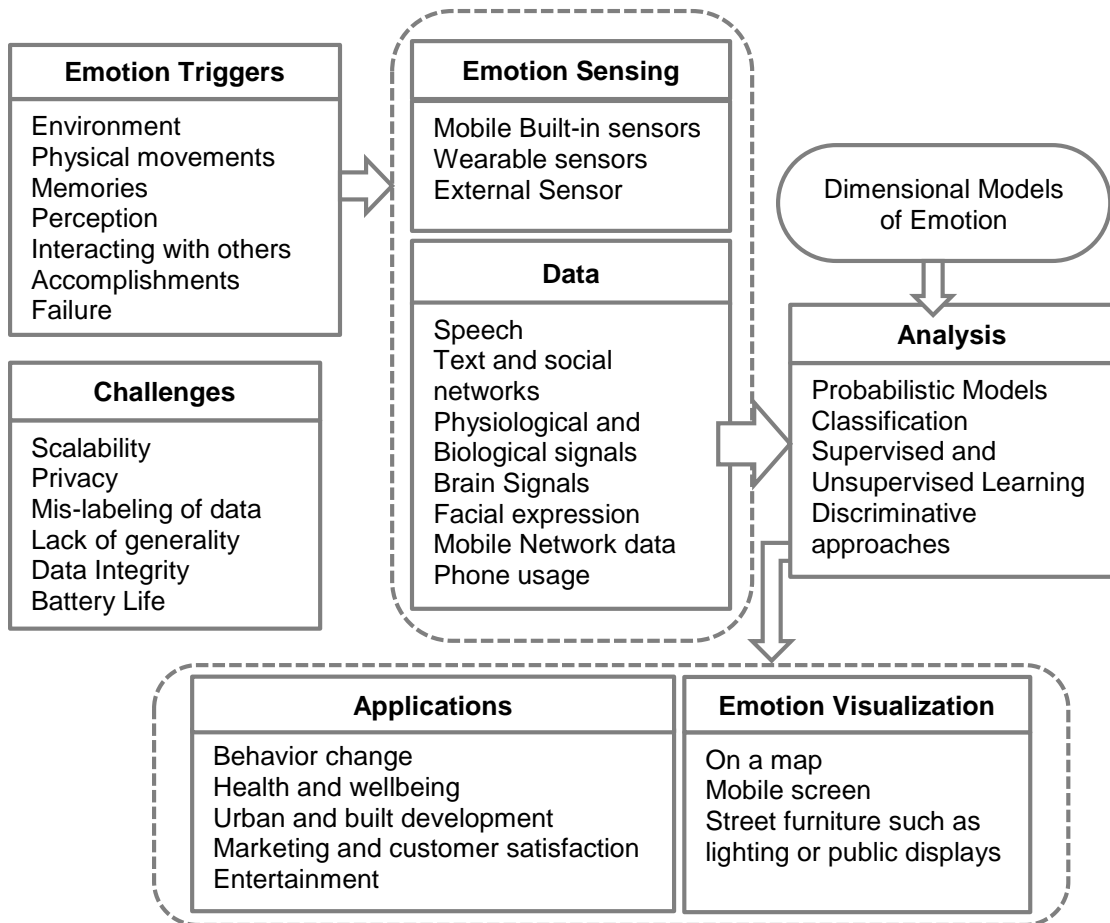 Emotion Triggers
Environment
Physical movements
Memories
Perception
Interacting with others
Accomplishments
Failure
Challenges
Scalability
Privacy
Mis-labeling of data
Lack of generality
Data Integrity
Battery Life
Emotion Sensing
Mobile Built-in sensors
Wearable sensors
External Sensor
Data
Speech
Text and social
networks
Physiological and
Biological signals
Brain Signals
Facial expression
Mobile Network data
Phone usage
Dimensional Models
of Emotion
Analysis
Probabilistic Models
Classification
Supervised and
Unsupervised Learning
Discriminative
approaches
Applications
Behavior change
Health and wellbeing
Urban and built development
Marketing and customer satisfaction
Entertainment
Emotion Visualization
On a map
Mobile screen
Street furniture such as
lighting or public displays